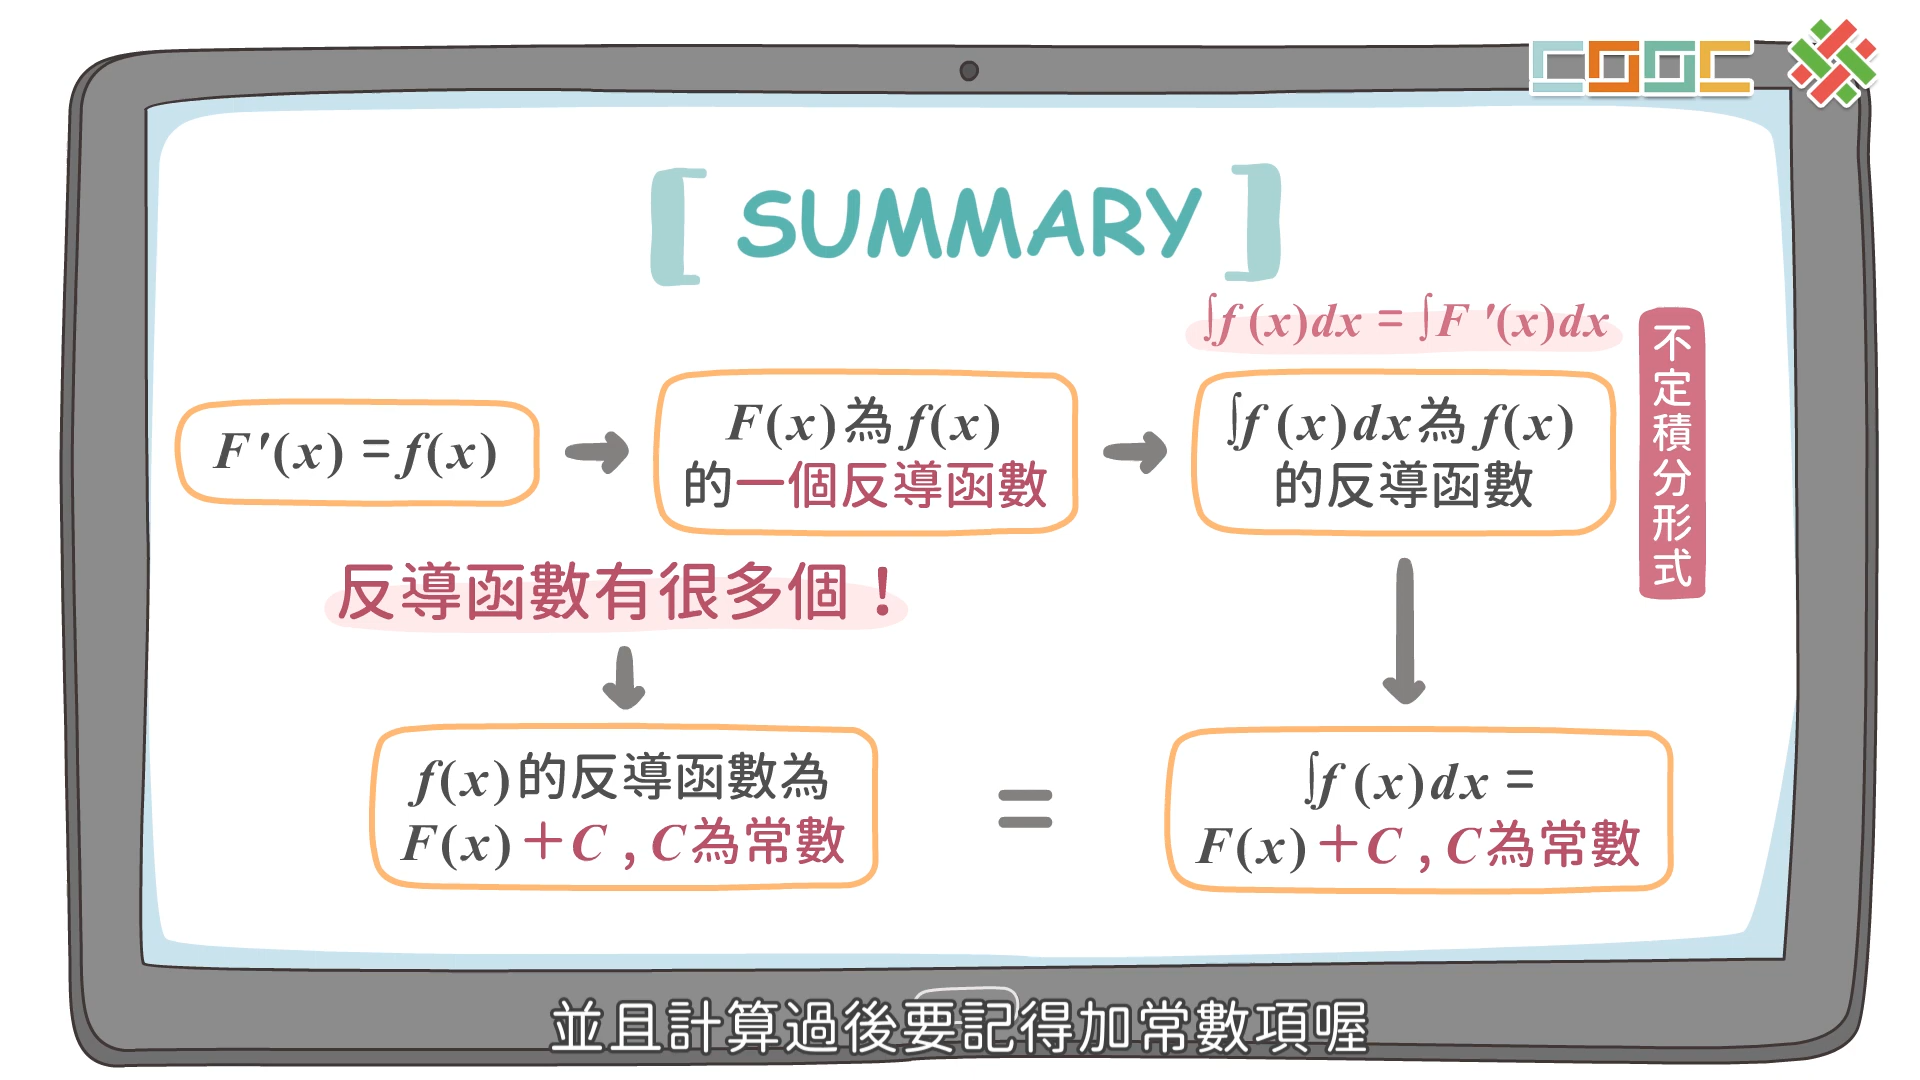 CGGC
SUMMARY
∫f (x)dx = ∫F '(x)dx
不定積分形式
F'(x) = f(x)
F(x)為f(x)
的一個反導函數
∫f (x)dx為f(x)
的反導函數
反導函數有很多個！
f(x)的反導函數為
F(x)+C , C為常數
=
∫f (x)dx =
F(x)+C , C為常數
並且計算過後要記得加常數項喔